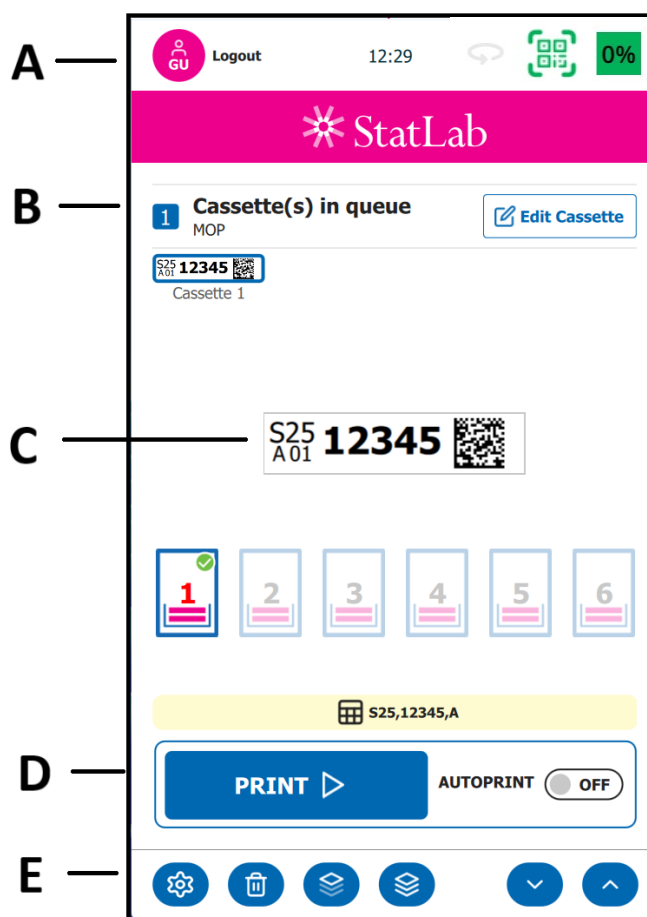 A
GU Logout 12:29 0%
StatLab
B
1 Cassette(s) in queue Edit Cassette
MOP
S25 12345
A 01
Cassette 1
C
S25 12345
A 01
1 2 3 4 5 6
S25,12345,A
D
PRINT AUTOPRINT OFF
E